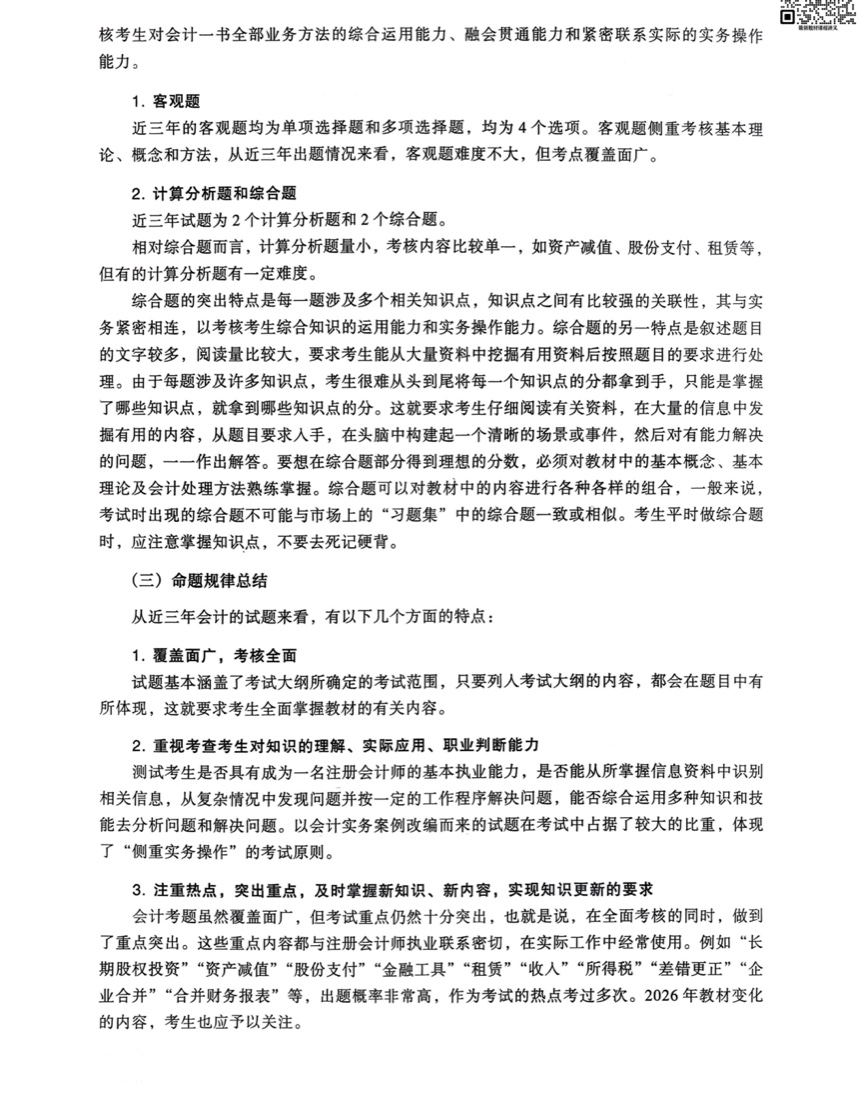 核考生对会计一书全部业务方法的综合运用能力、融会贯通能力和紧密联系实际的实务操作
能力。
1. 客观题
近三年的客观题均为单项选择题和多项选择题，均为 4 个选项。客观题侧重考核基本理
论、概念和方法，从近三年出题情况来看，客观题难度不大，但考点覆盖面广。
2. 计算分析题和综合题
近三年试题为 2 个计算分析题和 2 个综合题。
相对综合题而言，计算分析题量小，考核内容比较单一，如资产减值、股份支付、租赁等，
但有的计算分析题有一定难度。
综合题的突出特点是每一题涉及多个相关知识点，知识点之间有比较强的关联性，其与实
务紧密相连，以考核考生综合知识的运用能力和实务操作能力。综合题的另一特点是叙述题目
的文字较多，阅读量比较大，要求考生能从大量资料中挖掘有用资料后按照题目的要求进行处
理。由于每题涉及许多知识点，考生很难从头到尾将每一个知识点的分都拿到手，只能是掌握
了哪些知识点，就拿到哪些知识点的分。这就要求考生仔细阅读有关资料，在大量的信息中发
掘有用的内容，从题目要求人手，在头脑中构建起一个清晰的场景或事件，然后对有能力解决
的问题，一一作出解答。要想在综合题部分得到理想的分数，必须对教材中的基本概念、基本
理论及会计处理方法熟练掌握。综合题可以对教材中的内容进行各种各样的组合，一般来说，
考试时出现的综合题不可能与市场上的“习题集”中的综合题一致或相似。考生平时做综合题
时，应注意掌握知识点，不要去死记硬背。
（三）命题规律总结
从近三年会计的试题来看，有以下几个方面的特点：
1. 覆盖面广，考核全面
试题基本涵盖了考试大纲所确定的考试范围，只要列人考试大纲的内容，都会在题目中有
所体现，这就要求考生全面掌握教材的有关内容。
2. 重视考查考生对知识的理解、实际应用、职业判断能力
测试考生是否具有成为一名注册会计师的基本执业能力，是否能从所掌握信息资料中识别
相关信息，从复杂情况中发现问题并按一定的工作程序解决问题，能否综合运用多种知识和技
能去分析问题和解决问题。以会计实务案例改编而来的试题在考试中占据了较大的比重，体现
了“侧重实务操作”的考试原则。
3. 注重热点，突出重点，及时掌握新知识、新内容，实现知识更新的要求
会计考题虽然覆盖面广，但考试重点仍然十分突出，也就是说，在全面考核的同时，做到
了重点突出。这些重点内容都与注册会计师执业联系密切，在实际工作中经常使用。例如“长
期股权投资”“资产减值”“股份支付”“金融工具”“租赁”“收人”“所得税”“差错更正”“企
业合并”“合并财务报表”等，出题概率非常高，作为考试的热点考过多次。2026 年教材变化
的内容，考生也应予以关注。